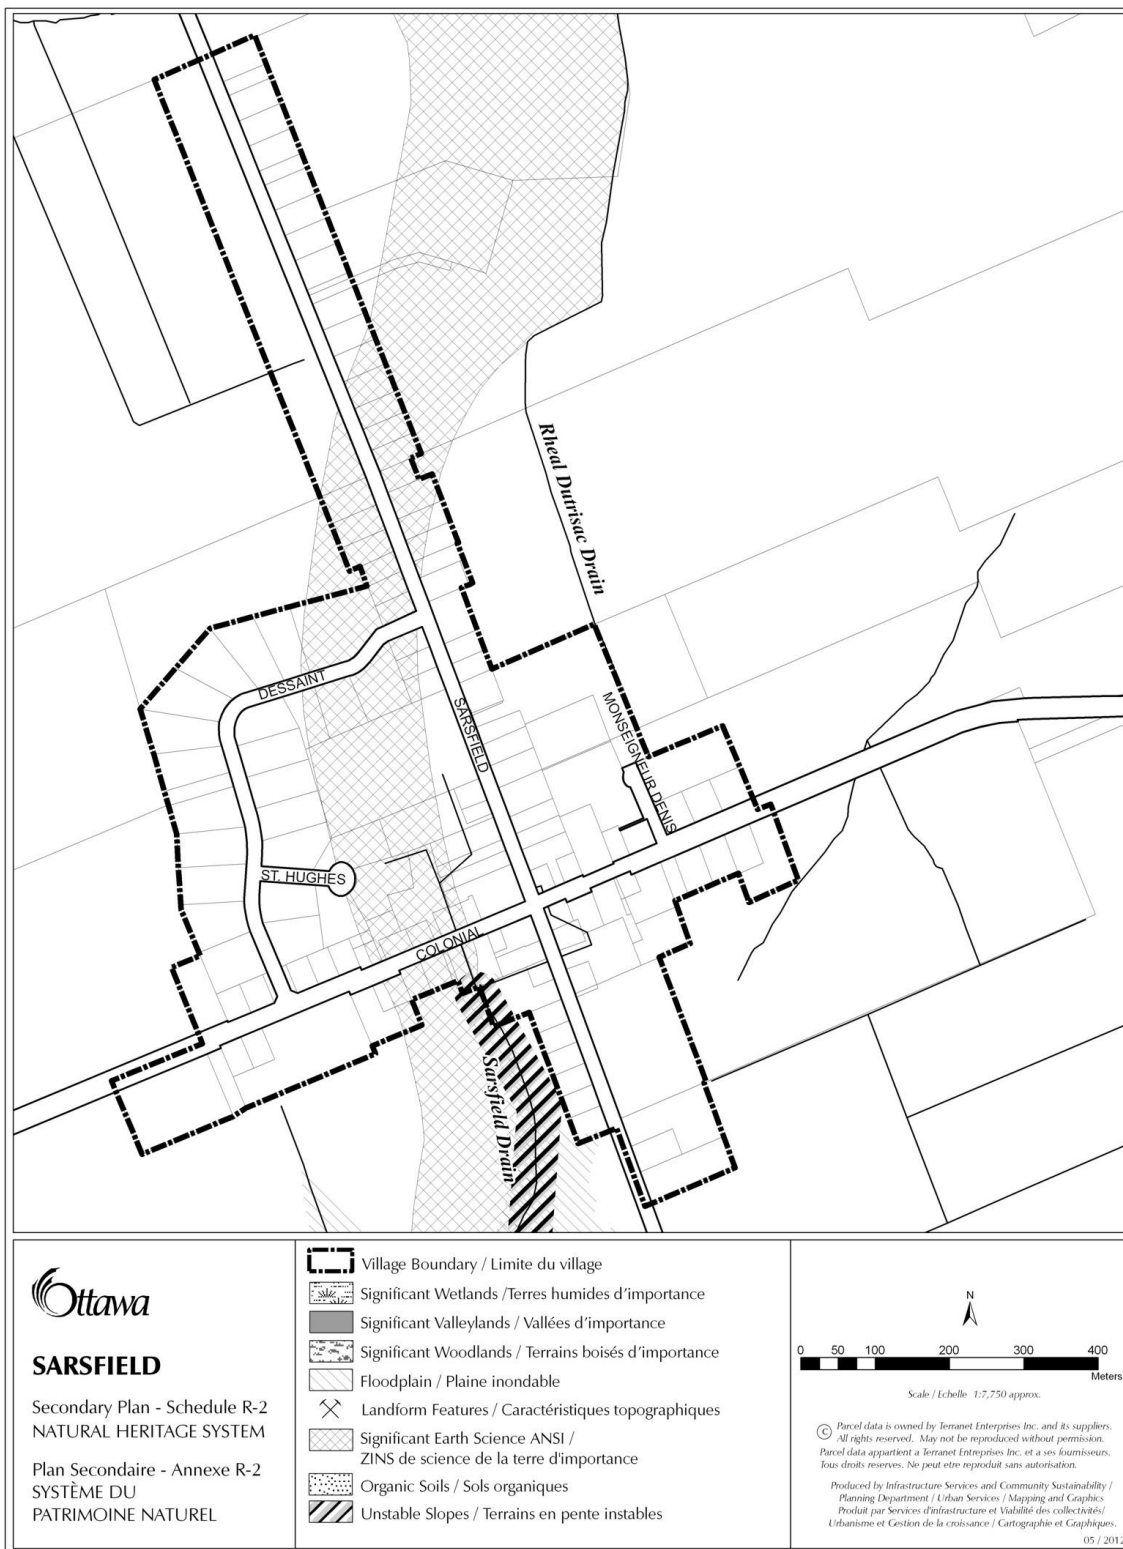 Rheal Dutrisac Drain
DESSAINT
SARSFIELD
MONSEIGNEUR DENIS
ST. HUGHES
COLONIAL
Sarsfield Drain
Ottawa
SARSFIELD
Secondary Plan - Schedule R-2
NATURAL HERITAGE SYSTEM
Plan Secondaire - Annexe R-2
SYSTÈME DU
PATRIMOINE NATUREL
Village Boundary / Limite du village
Significant Wetlands /Terres humides d'importance
Significant Valleylands / Vallées d'importance
Significant Woodlands / Terrains boisés d'importance
Floodplain / Plaine inondable
Landform Features / Caractéristiques topographiques
Significant Earth Science ANSI /
ZINS de science de la terre d'importance
Organic Soils / Sols organiques
Unstable Slopes / Terrains en pente instables
N
0 50 100 200 300 400
Meters
Scale / Echelle 1:7,750 approx.
© Parcel data is owned by Teranet Enterprises Inc. and its suppliers.
All rights reserved. May not be reproduced without permission.
Parcel data appartient a Teranet Entreprises Inc. et a ses fournisseurs.
Tous droits reserves. Ne peut etre reproduit sans autorisation.
Produced by Infrastructure Services and Community Sustainability /
Planning Department / Urban Services / Mapping and Graphics
Produit par Services d'infrastructure et Viabilité des collectivités/
Urbanisme et Gestion de la croissance / Cartographie et Graphiques.
05 / 2012